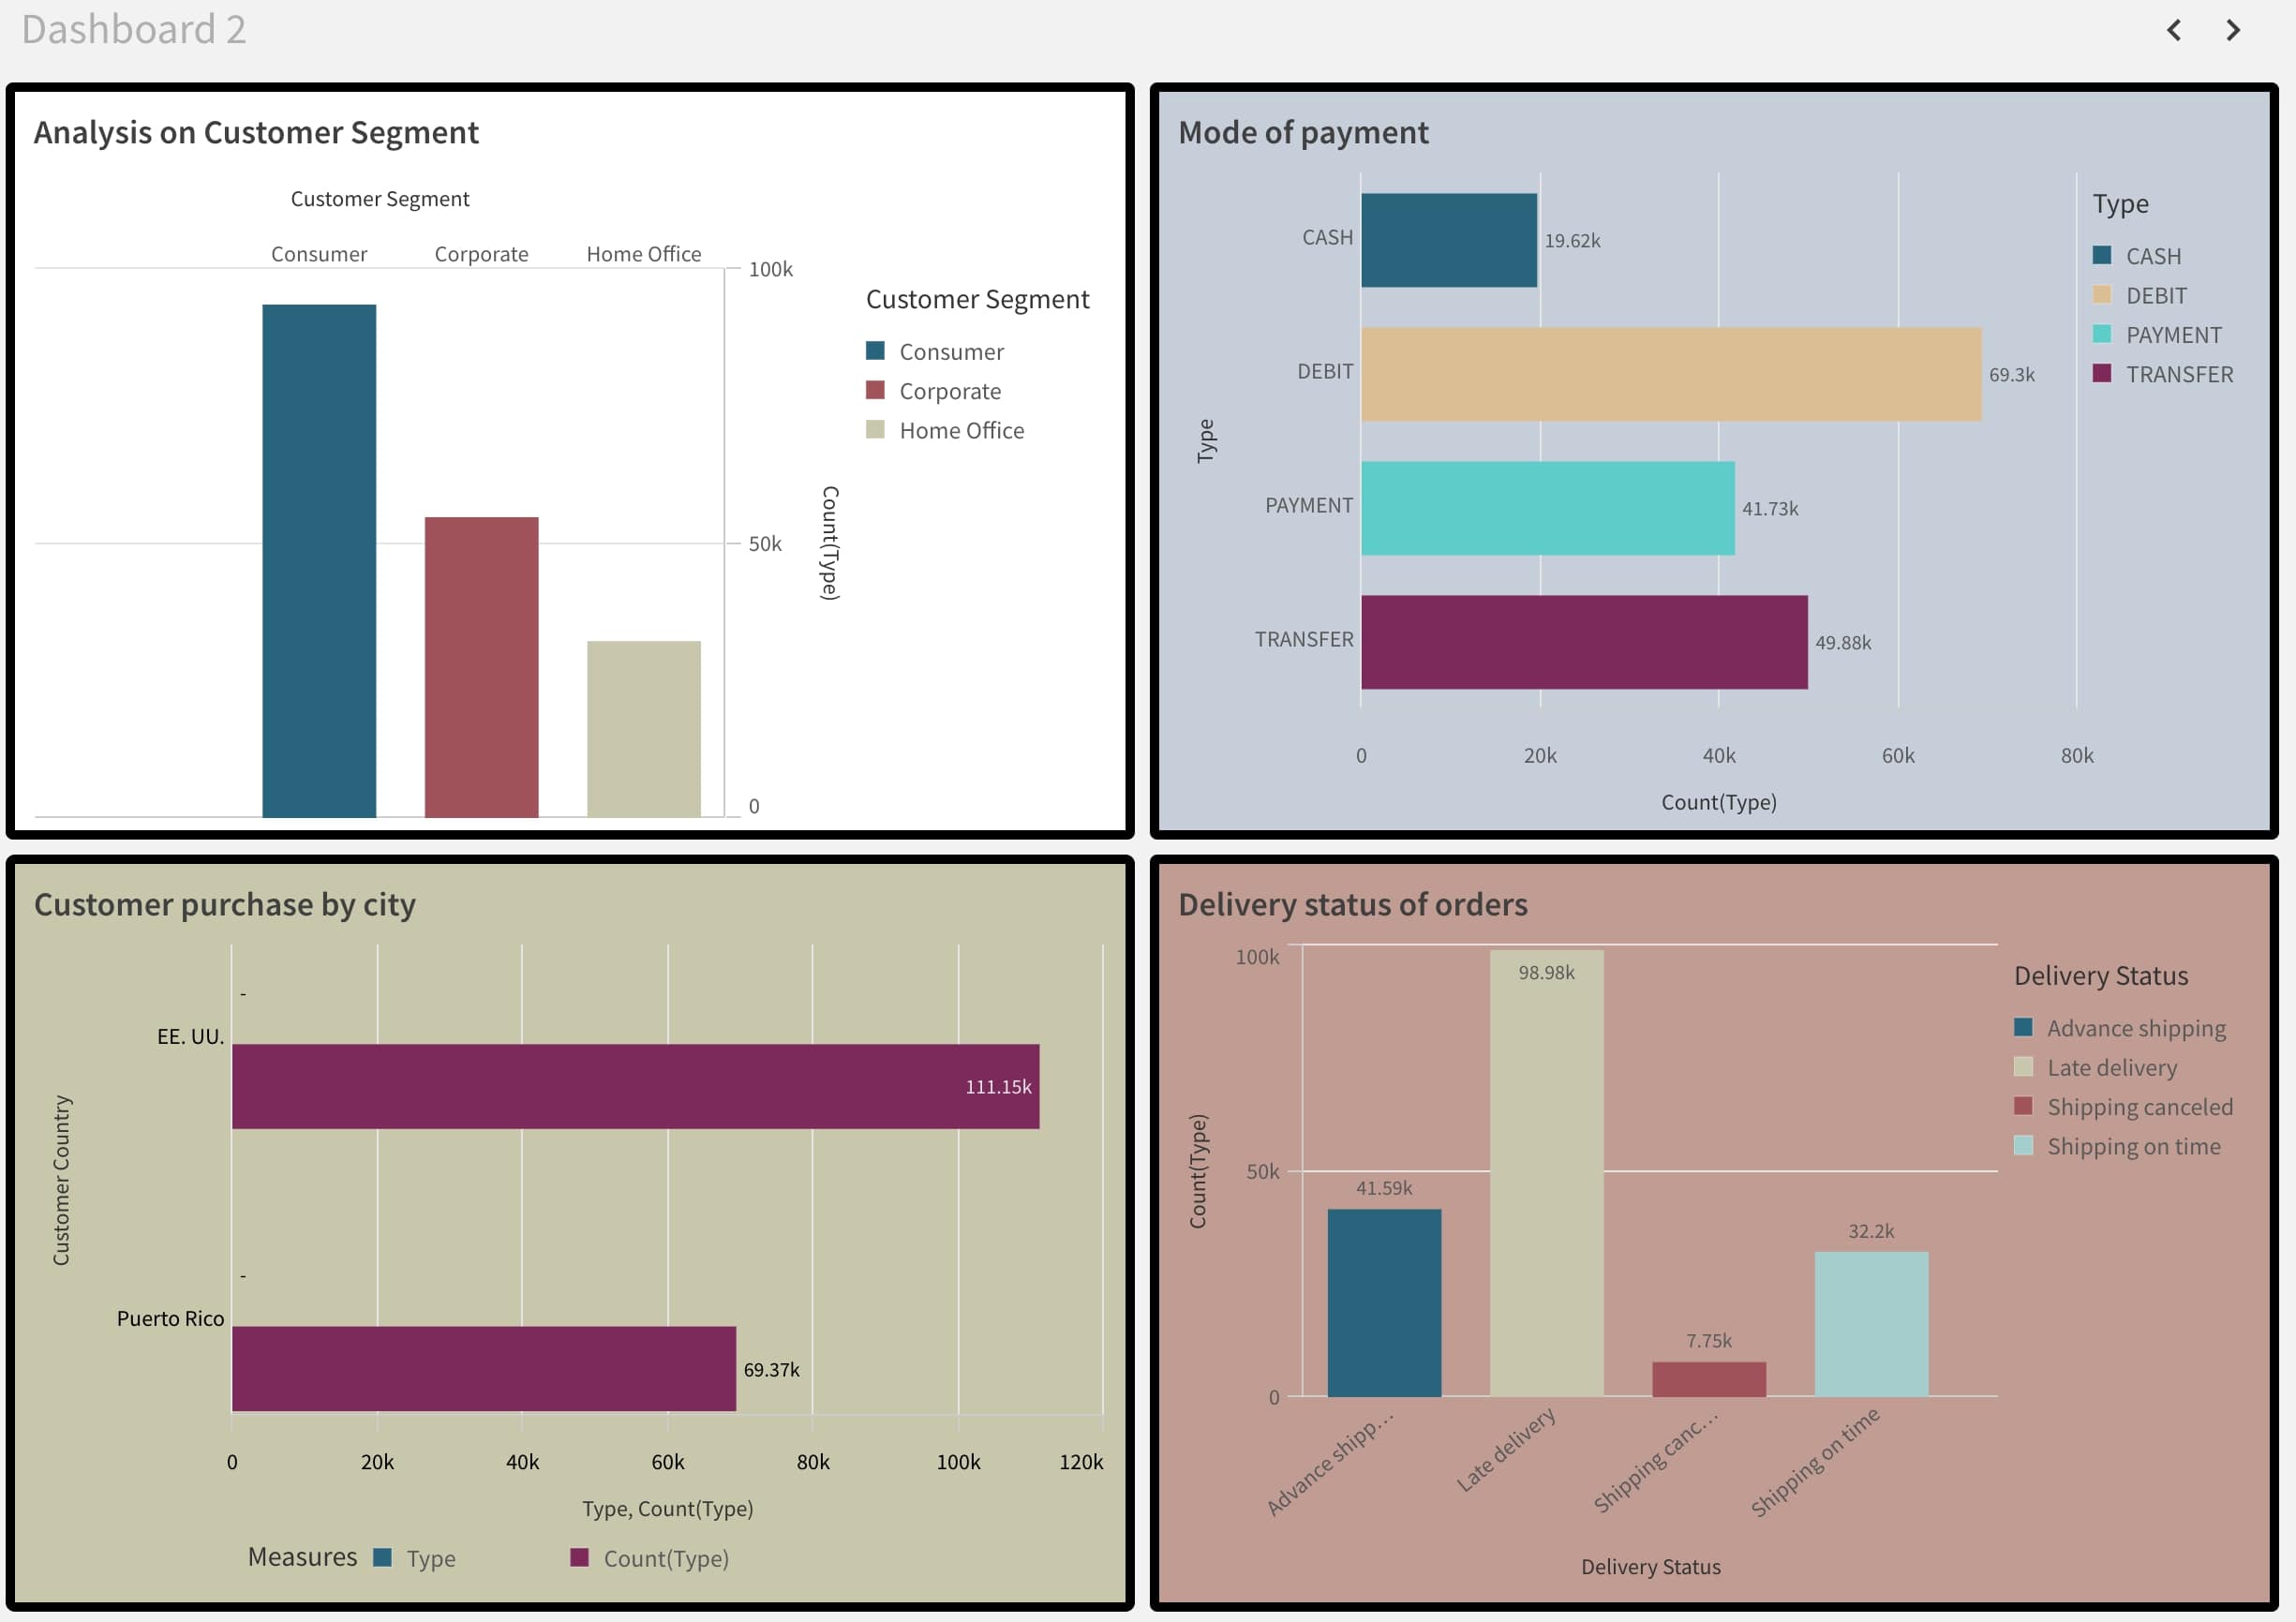 Dashboard 2
Analysis on Customer Segment
Customer Segment
Consumer Corporate Home Office
100k
50k
0
Count(Type)
Customer Segment
Consumer
Corporate
Home Office
Mode of payment
Type
CASH
DEBIT
PAYMENT
TRANSFER
19.62k
69.3k
41.73k
49.88k
0 20k 40k 60k 80k
Count(Type)
Type
CASH
DEBIT
PAYMENT
TRANSFER
Customer purchase by city
Customer Country
-
EE. UU.
111.15k
-
Puerto Rico
69.37k
0 20k 40k 60k 80k 100k 120k
Type, Count(Type)
Measures Type Count(Type)
Delivery status of orders
Count(Type)
100k
50k
0
41.59k
98.98k
7.75k
32.2k
Advance shipp...
Late delivery
Shipping canc...
Shipping on time
Delivery Status
Delivery Status
Advance shipping
Late delivery
Shipping canceled
Shipping on time